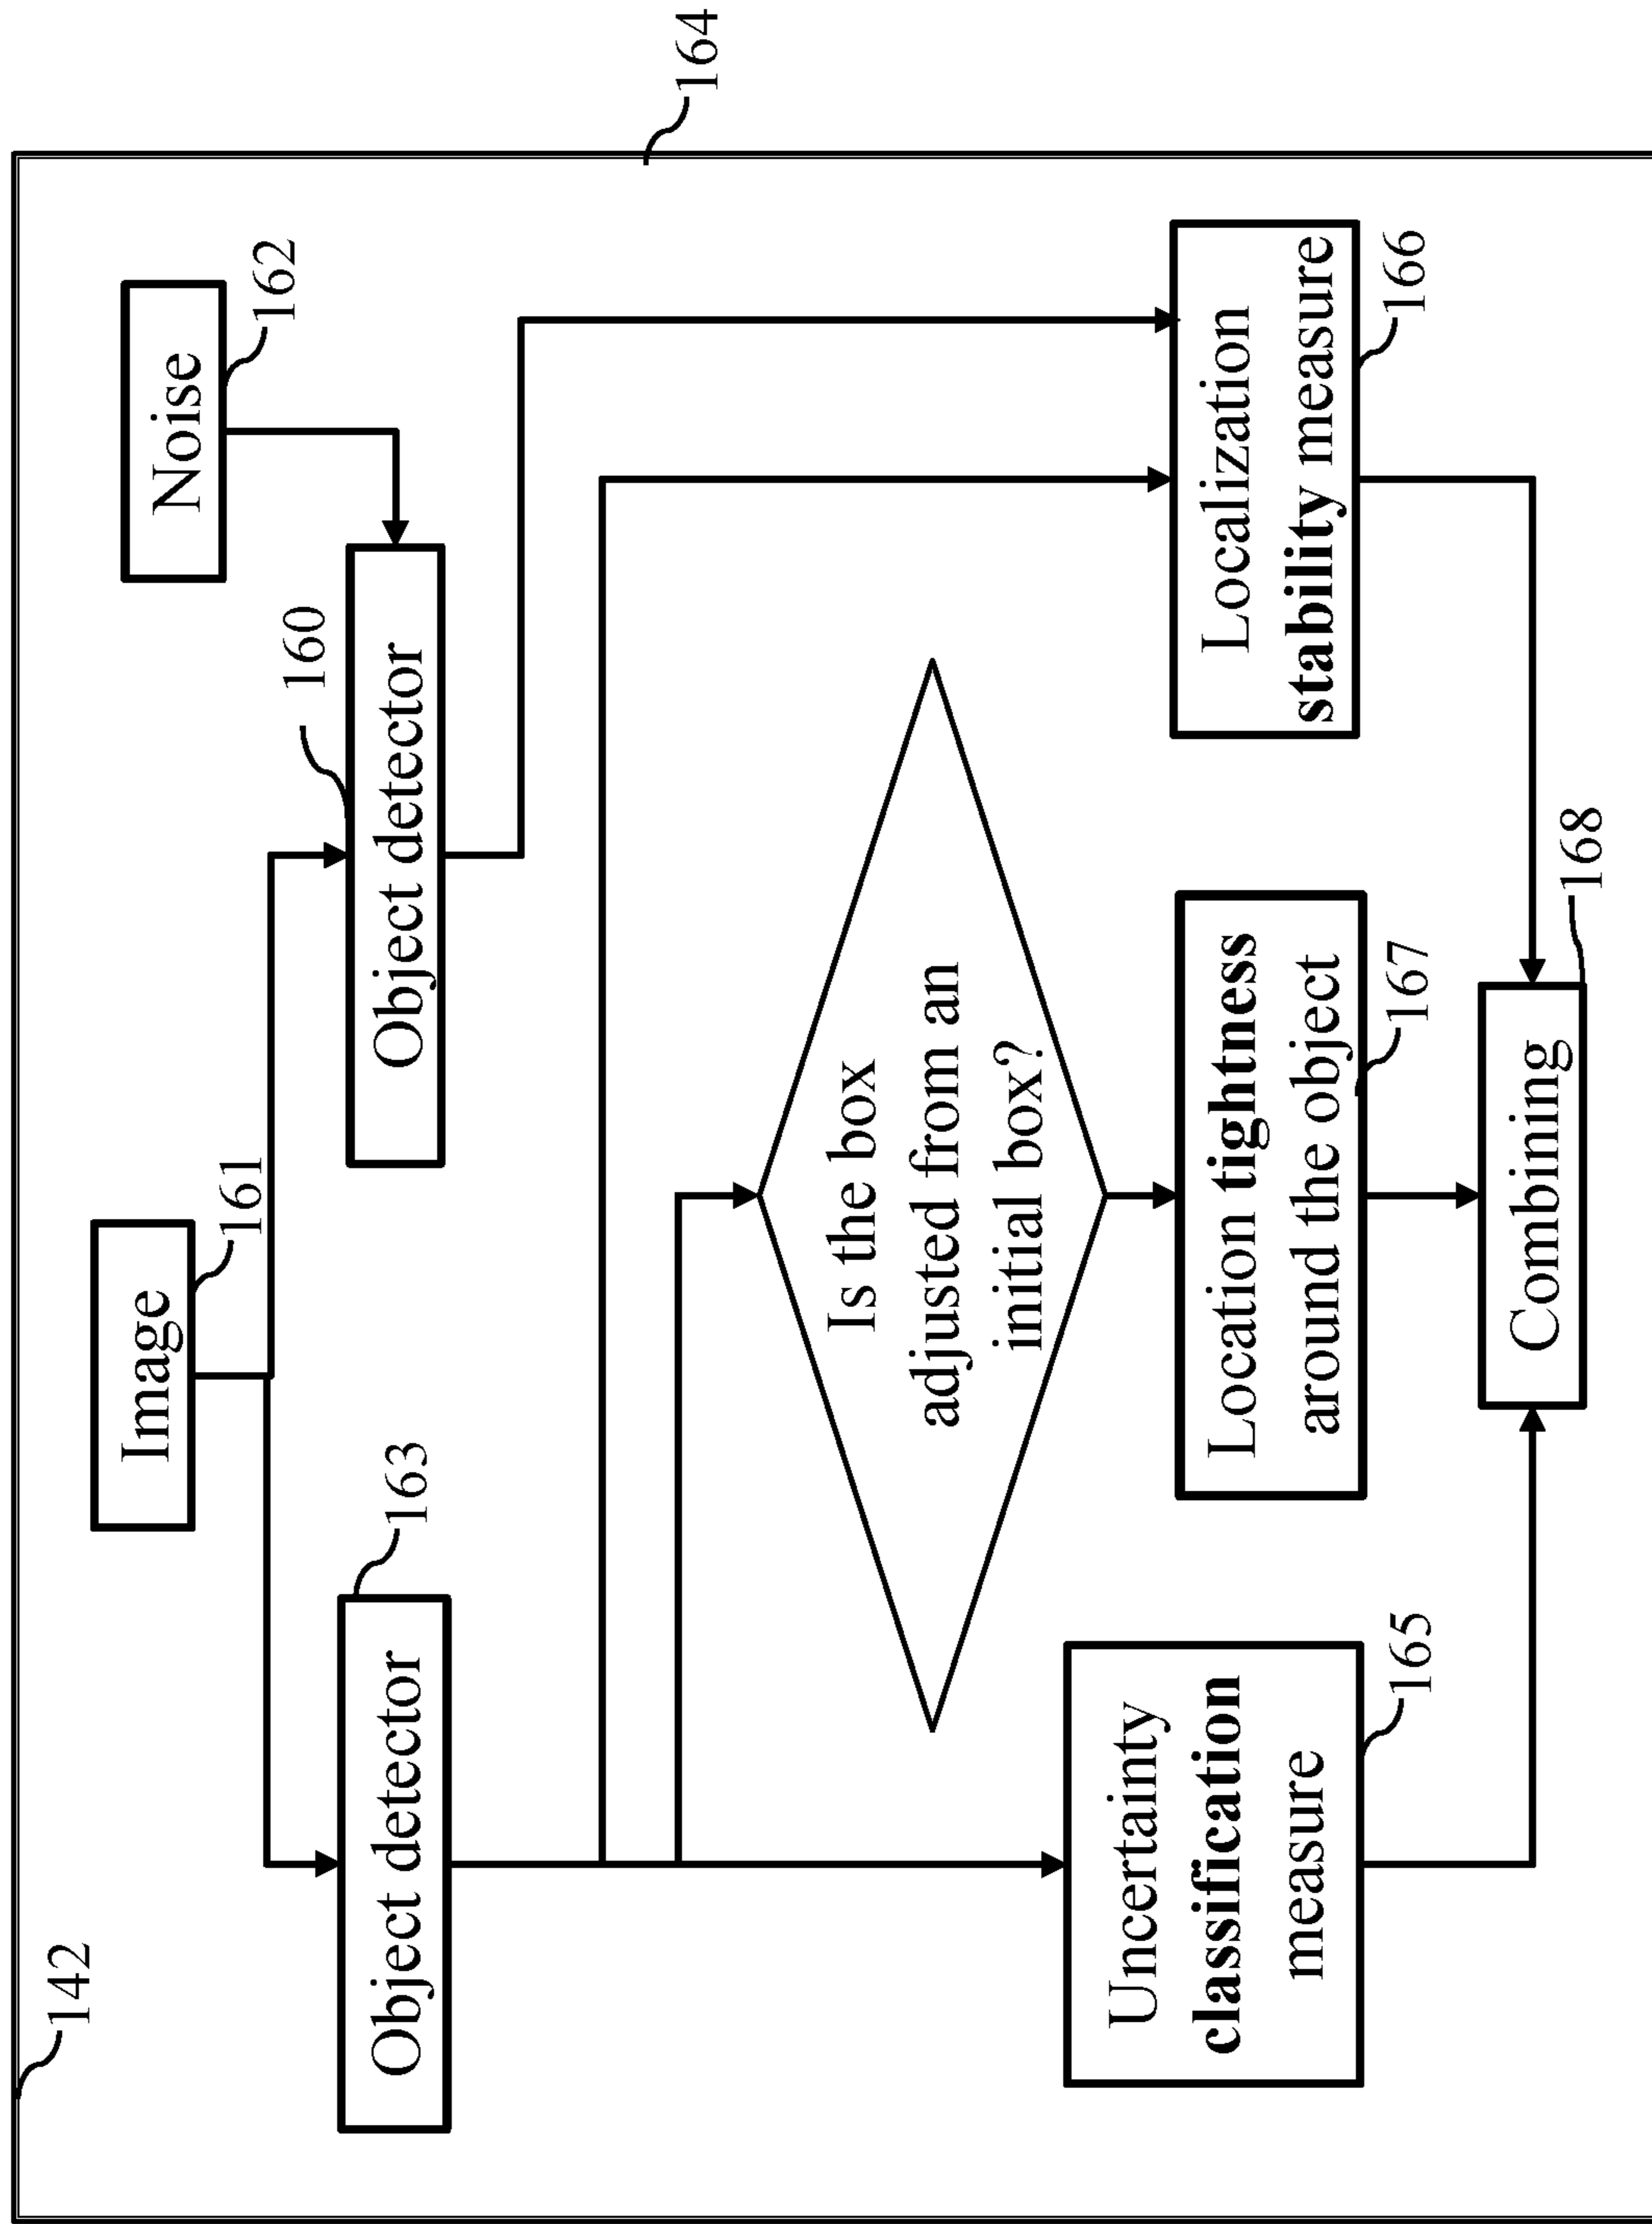 142
164
Image
161
Noise
162
Object detector
163
Object detector
160
Is the box
adjusted from an
initial box?
Uncertainty
classification
measure
165
Location tightness
around the object
167
Localization
stability measure
166
Combining
168